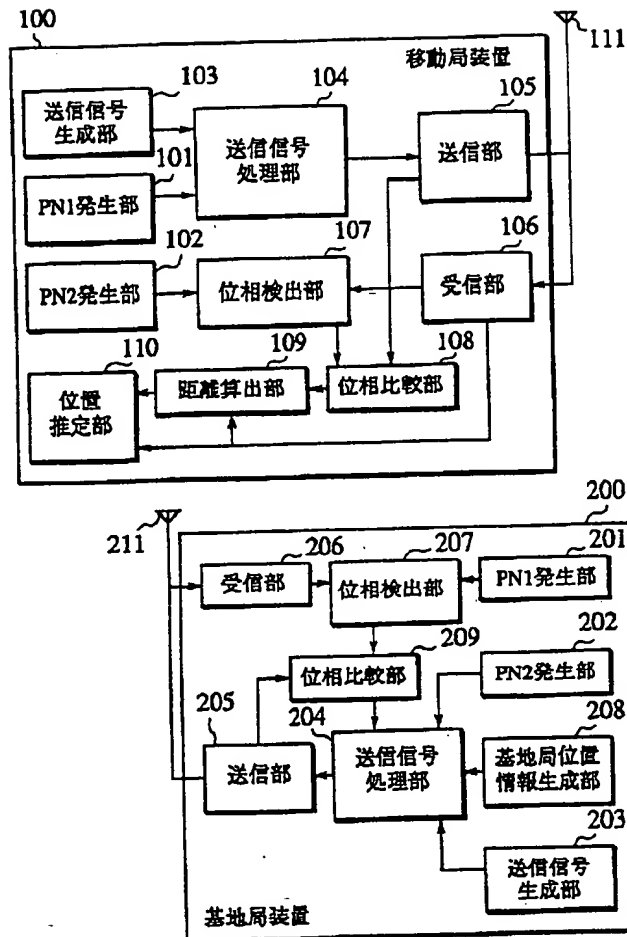 100
111
移動局装置
103
104
105
送信信号
生成部
送信信号
処理部
送信部
101
PN1発生部
102
107
106
PN2発生部
位相検出部
受信部
110
109
108
位置
推定部
距離算出部
位相比較部
200
211
206
207
201
受信部
位相検出部
PN1発生部
209
202
位相比較部
PN2発生部
205
204
208
送信部
送信信号
処理部
基地局位置
情報生成部
203
送信信号
生成部
基地局装置